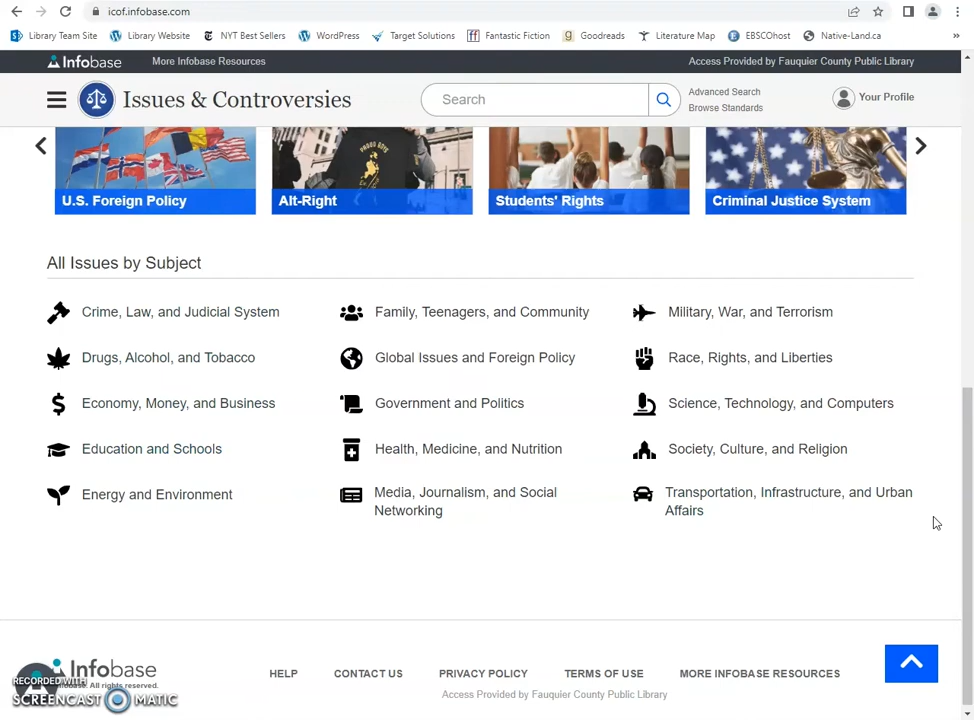 icof.infobase.com
Library Team Site Library Website NYT Best Sellers WordPress Target Solutions Fantastic Fiction Goodreads Literature Map EBSCOhost Native-Land.ca »
Infobase More Infobase Resources Access Provided by Fauquier County Public Library
Issues & Controversies Search Advanced Search Browse Standards Your Profile
PROUD BOYS
U.S. Foreign Policy Alt-Right Students' Rights Criminal Justice System
All Issues by Subject
Crime, Law, and Judicial System Family, Teenagers, and Community Military, War, and Terrorism
Drugs, Alcohol, and Tobacco Global Issues and Foreign Policy Race, Rights, and Liberties
Economy, Money, and Business Government and Politics Science, Technology, and Computers
Education and Schools Health, Medicine, and Nutrition Society, Culture, and Religion
Energy and Environment Media, Journalism, and Social Transportation, Infrastructure, and Urban
Networking Affairs
Infobase HELP CONTACT US PRIVACY POLICY TERMS OF USE MORE INFOBASE RESOURCES
Access Provided by Fauquier County Public Library
RECORDED WITH
Infobase. All rights reserved.
SCREENCAST MATIC